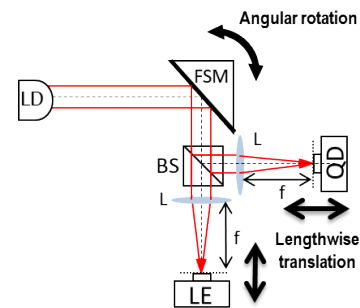 Angular rotation
FSM
LD
L
BS
QD
f
L
f
Lengthwise
translation
LE